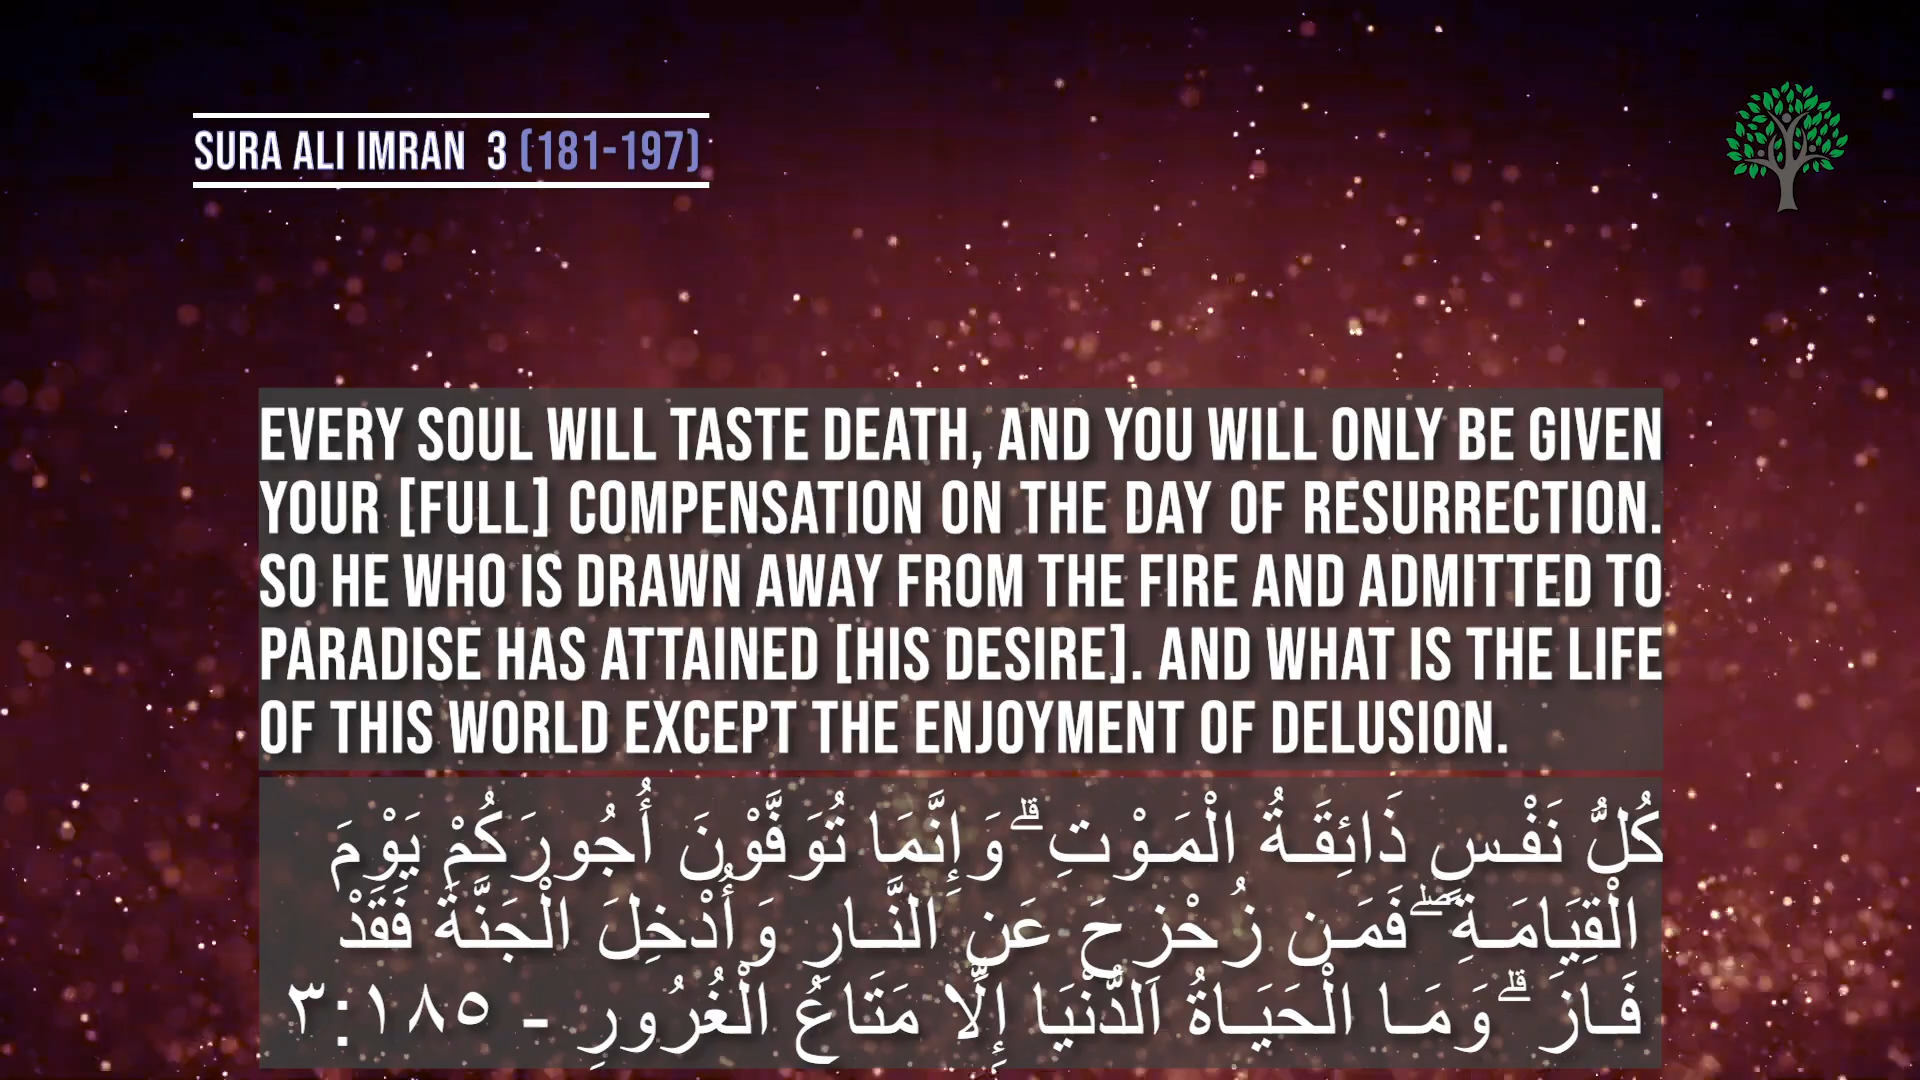 SURA ALI IMRAN 3 (181-197)
EVERY SOUL WILL TASTE DEATH, AND YOU WILL ONLY BE GIVEN
YOUR [FULL] COMPENSATION ON THE DAY OF RESURRECTION.
SO HE WHO IS DRAWN AWAY FROM THE FIRE AND ADMITTED TO
PARADISE HAS ATTAINED [HIS DESIRE]. AND WHAT IS THE LIFE
OF THIS WORLD EXCEPT THE ENJOYMENT OF DELUSION.
كُلُّ نَفْسٍ ذَائِقَةُ الْمَوْتِ ۗ وَإِنَّمَا تُوَفَّوْنَ أُجُورَكُمْ يَوْمَ
الْقِيَامَةِ ۖ فَمَن زُحْزِحَ عَنِ النَّارِ وَأُدْخِلَ الْجَنَّةَ فَقَدْ
فَازَ ۗ وَمَا الْحَيَاةُ الدُّنْيَا إِلَّا مَتَاعُ الْغُرُورِ - ٣:١٨٥